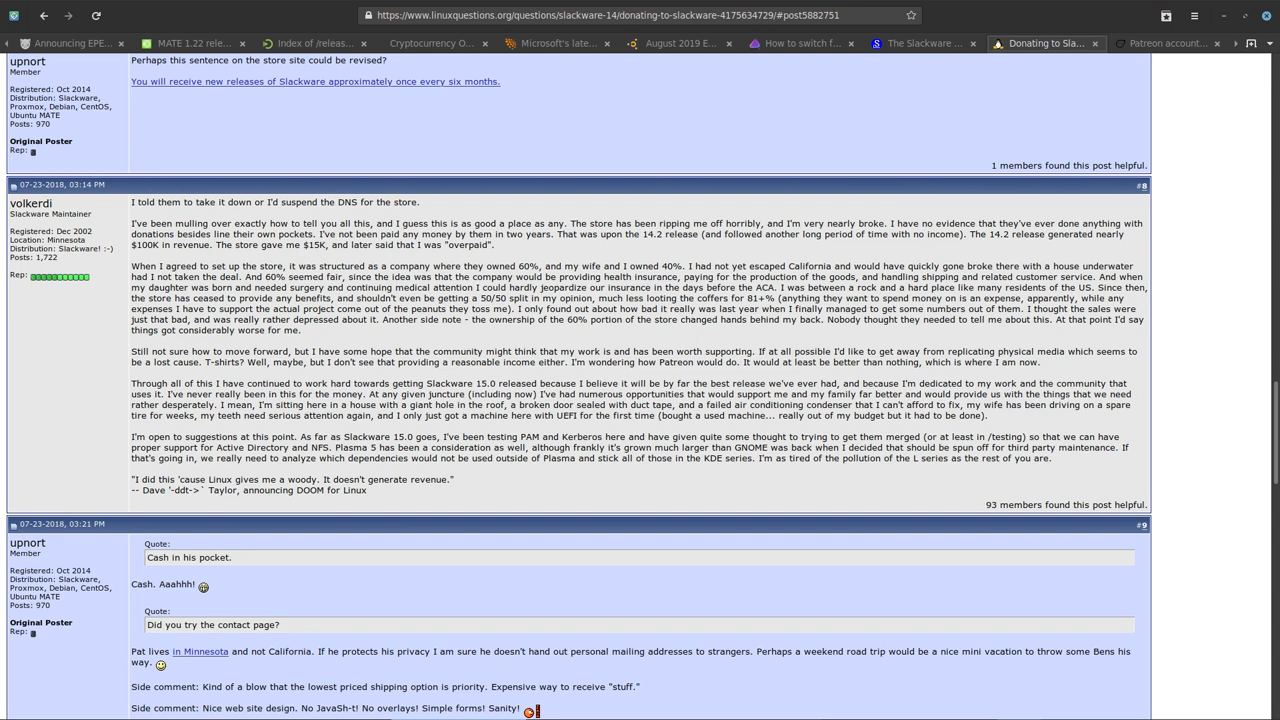 https://www.linuxquestions.org/questions/slackware-14/donating-to-slackware-4175634729/#post5882751
Announcing EPE...
MATE 1.22 rele...
Index of /releas...
Cryptocurrency O...
Microsoft's late...
August 2019 E...
How to switch f...
The Slackware ...
Donating to Sla...
Patreon account...
upnort
Member
Registered: Oct 2014
Distribution: Slackware,
Proxmox, Debian, CentOS,
Ubuntu MATE
Posts: 970
Original Poster
Rep:
Perhaps this sentence on the store site could be revised?
You will receive new releases of Slackware approximately once every six months.
1 members found this post helpful.
07-23-2018, 03:14 PM
#8
volkerdi
Slackware Maintainer
Registered: Dec 2002
Location: Minnesota
Distribution: Slackware! :-)
Posts: 1,722
Rep:
I told them to take it down or I'd suspend the DNS for the store.
I've been mulling over exactly how to tell you all this, and I guess this is as good a place as any. The store has been ripping me off horribly, and I'm very nearly broke. I have no evidence that they've ever done anything with
donations besides line their own pockets. I've not been paid any money by them in two years. That was upon the 14.2 release (and followed another long period of time with no income). The 14.2 release generated nearly
$100K in revenue. The store gave me $15K, and later said that I was "overpaid".
When I agreed to set up the store, it was structured as a company where they owned 60%, and my wife and I owned 40%. I had not yet escaped California and would have quickly gone broke there with a house underwater
had I not taken the deal. And 60% seemed fair, since the idea was that the company would be providing health insurance, paying for the production of the goods, and handling shipping and related customer service. And when
my daughter was born and needed surgery and continuing medical attention I could hardly jeopardize our insurance in the days before the ACA. I was between a rock and a hard place like many residents of the US. Since then,
the store has ceased to provide any benefits, and shouldn't even be getting a 50/50 split in my opinion, much less looting the coffers for 81+% (anything they want to spend money on is an expense, apparently, while any
expenses I have to support the actual project come out of the peanuts they toss me). I only found out about how bad it really was last year when I finally managed to get some numbers out of them. I thought the sales were
just that bad, and was really rather depressed about it. Another side note - the ownership of the 60% portion of the store changed hands behind my back. Nobody thought they needed to tell me about this. At that point I'd say
things got considerably worse for me.
Still not sure how to move forward, but I have some hope that the community might think that my work is and has been worth supporting. If at all possible I'd like to get away from replicating physical media which seems to
be a lost cause. T-shirts? Well, maybe, but I don't see that providing a reasonable income either. I'm wondering how Patreon would do. It would at least be better than nothing, which is where I am now.
Through all of this I have continued to work hard towards getting Slackware 15.0 released because I believe it will be by far the best release we've ever had, and because I'm dedicated to my work and the community that
uses it. I've never really been in this for the money. At any given juncture (including now) I've had numerous opportunities that would support me and my family far better and would provide us with the things that we need
rather desperately. I mean, I'm sitting here in a house with a giant hole in the roof, a broken door sealed with duct tape, and a failed air conditioning condenser that I can't afford to fix, my wife has been driving on a spare
tire for weeks, my teeth need serious attention again, and I only just got a machine here with UEFI for the first time (bought a used machine... really out of my budget but it had to be done).
I'm open to suggestions at this point. As far as Slackware 15.0 goes, I've been testing PAM and Kerberos here and have given quite some thought to trying to get them merged (or at least in /testing) so that we can have
proper support for Active Directory and NFS. Plasma 5 has been a consideration as well, although frankly it's grown much larger than GNOME was back when I decided that should be spun off for third party maintenance. If
that's going in, we really need to analyze which dependencies would not be used outside of Plasma and stick all of those in the KDE series. I'm as tired of the pollution of the L series as the rest of you are.
"I did this 'cause Linux gives me a woody. It doesn't generate revenue."
-- Dave '-ddt->` Taylor, announcing DOOM for Linux
93 members found this post helpful.
07-23-2018, 03:21 PM
#9
upnort
Member
Registered: Oct 2014
Distribution: Slackware,
Proxmox, Debian, CentOS,
Ubuntu MATE
Posts: 970
Original Poster
Rep:
Quote:
Cash in his pocket.
Cash. Aaahhh!
Quote:
Did you try the contact page?
Pat lives in Minnesota and not California. If he protects his privacy I am sure he doesn't hand out personal mailing addresses to strangers. Perhaps a weekend road trip would be a nice mini vacation to throw some Bens his
way.
Side comment: Kind of a blow that the lowest priced shipping option is priority. Expensive way to receive "stuff."
Side comment: Nice web site design. No JavaSh-t! No overlays! Simple forms! Sanity!